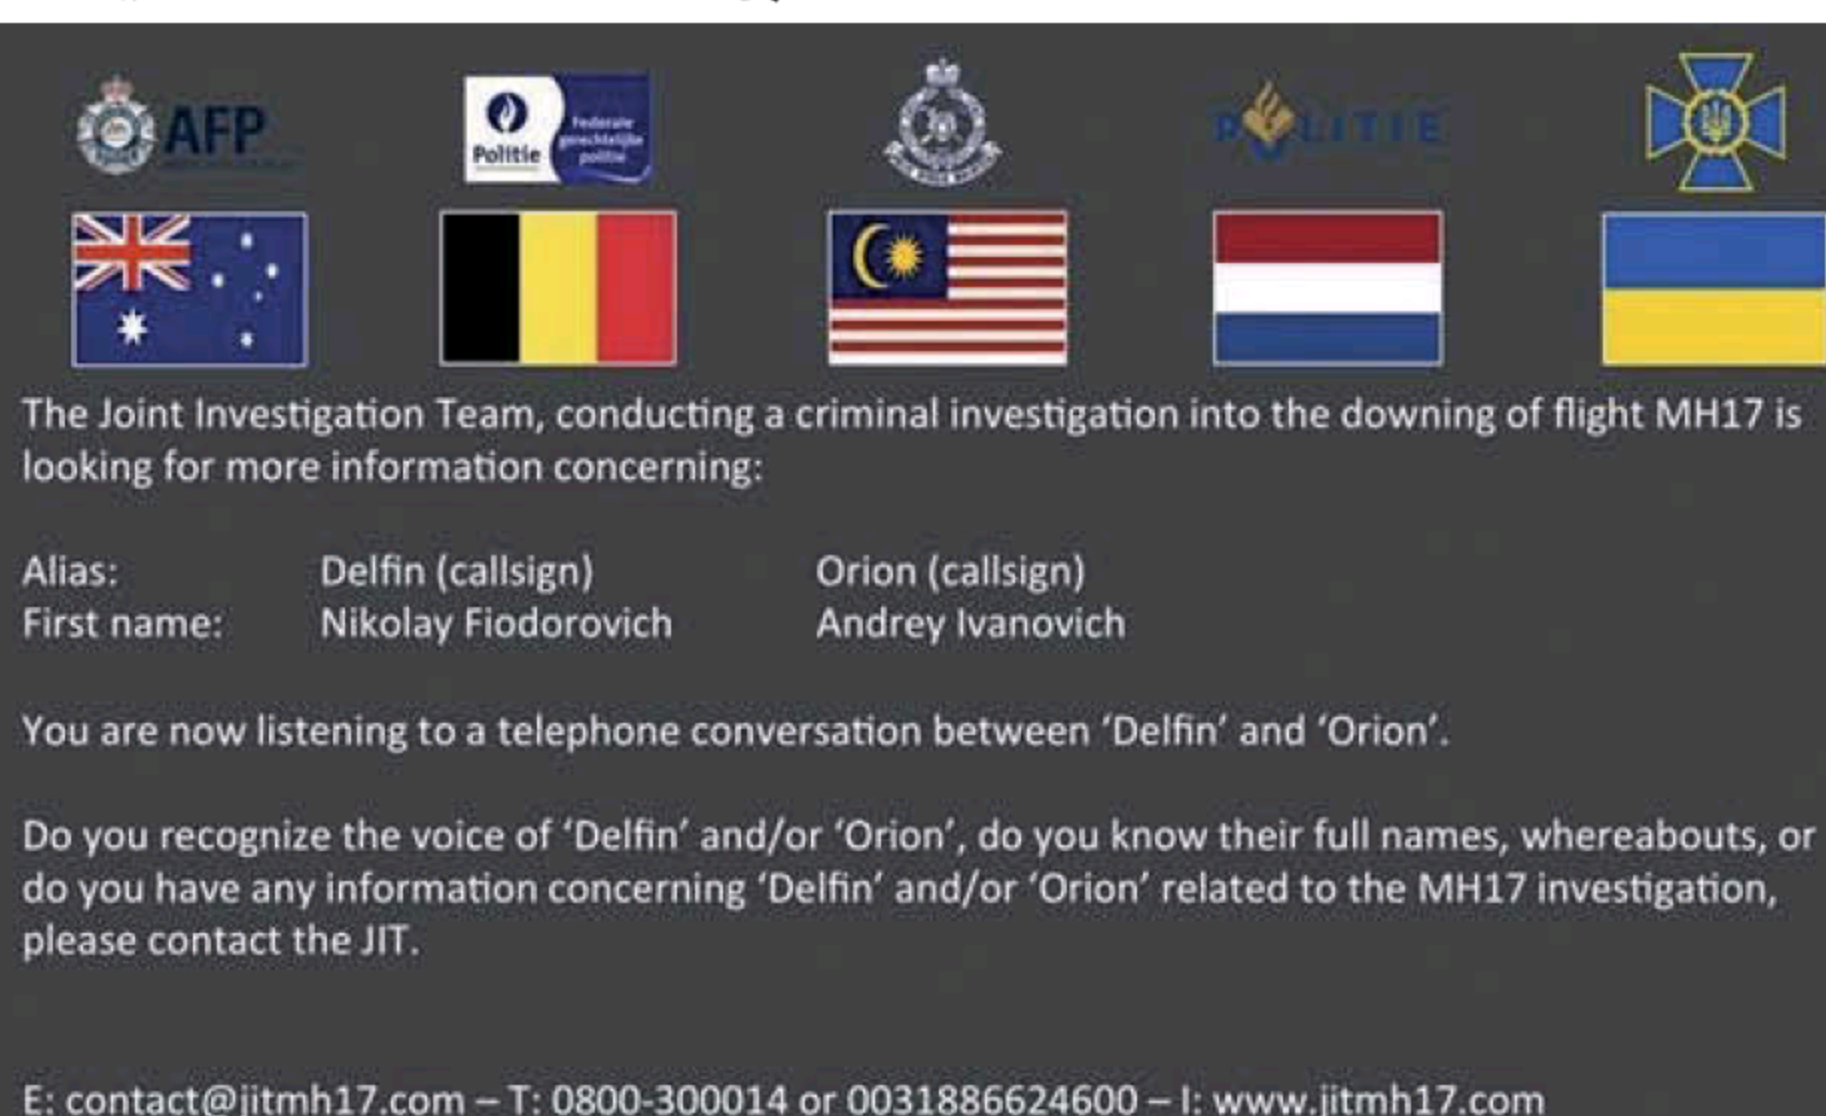 AFP
Politie
Federale
gerechtelijke
politie
POLITIE
The Joint Investigation Team, conducting a criminal investigation into the downing of flight MH17 is
looking for more information concerning:
Alias: Delfin (callsign) Orion (callsign)
First name: Nikolay Fiodorovich Andrey Ivanovich
You are now listening to a telephone conversation between ‘Delfin’ and ‘Orion’.
Do you recognize the voice of ‘Delfin’ and/or ‘Orion’, do you know their full names, whereabouts, or
do you have any information concerning ‘Delfin’ and/or ‘Orion’ related to the MH17 investigation,
please contact the JIT.
E: contact@jitmh17.com – T: 0800-300014 or 0031886624600 – I: www.jitmh17.com